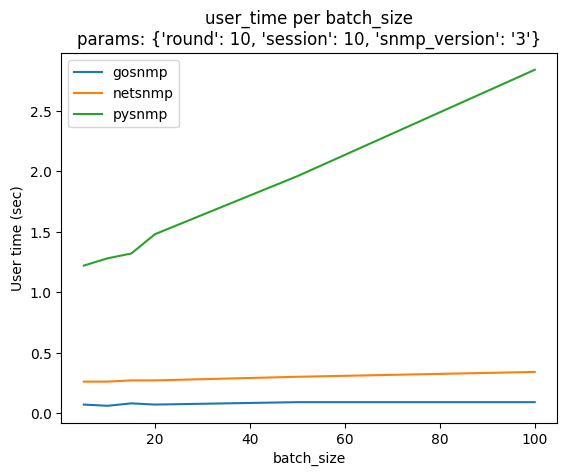 user_time per batch_size
params: {'round': 10, 'session': 10, 'snmp_version': '3'}
gosnmp
netsnmp
pysnmp
User time (sec)
2.5
2.0
1.5
1.0
0.5
0.0
20
40
60
80
100
batch_size